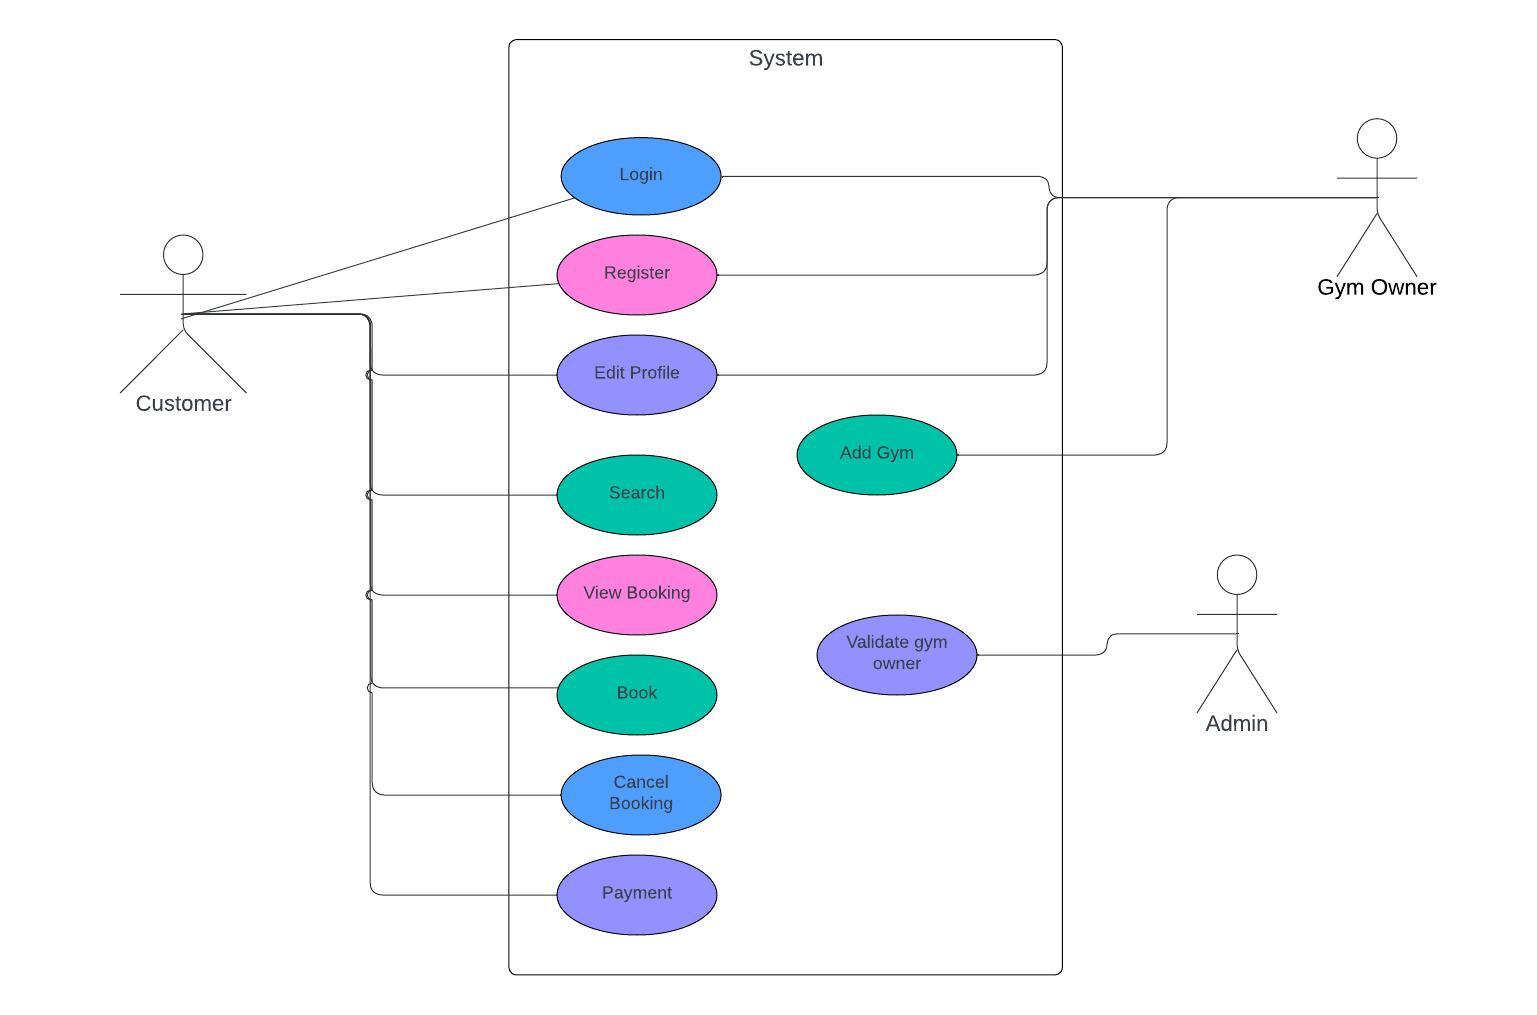 System
Login
Register
Gym Owner
Edit Profile
Customer
Add Gym
Search
View Booking
Validate gym
owner
Book
Admin
Cancel
Booking
Payment